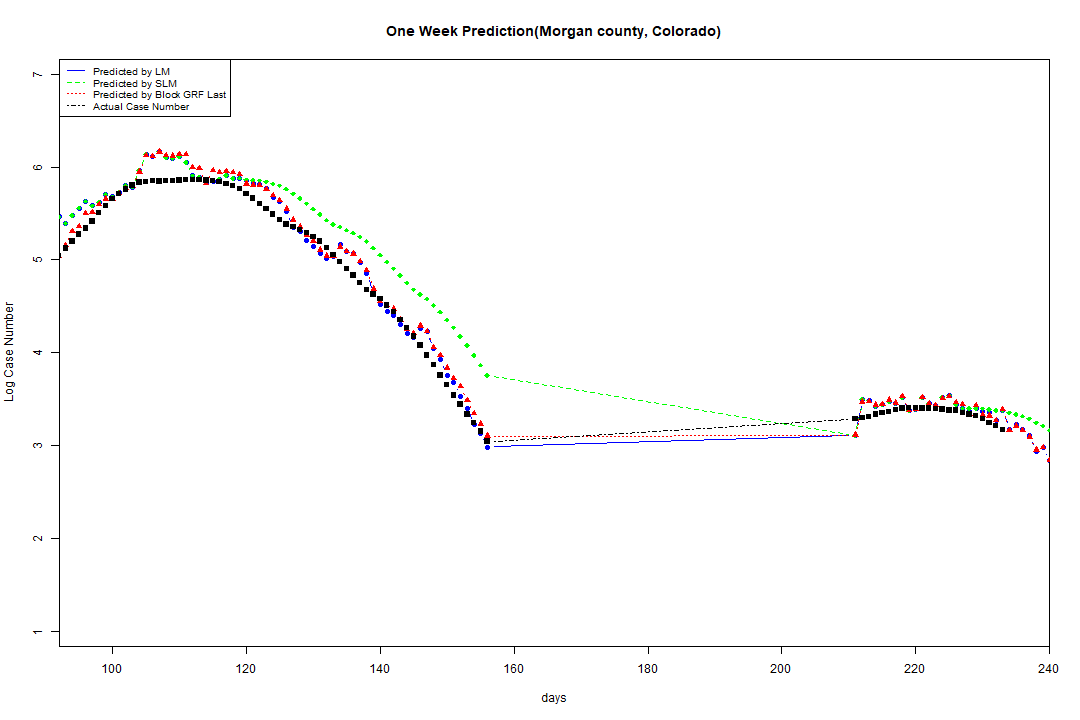 One Week Prediction(Morgan county, Colorado)
Predicted by LM
Predicted by SLM
Predicted by Block GRF Last
Actual Case Number
Log Case Number
7
6
5
4
3
2
1
100 120 140 160 180 200 220 240
days